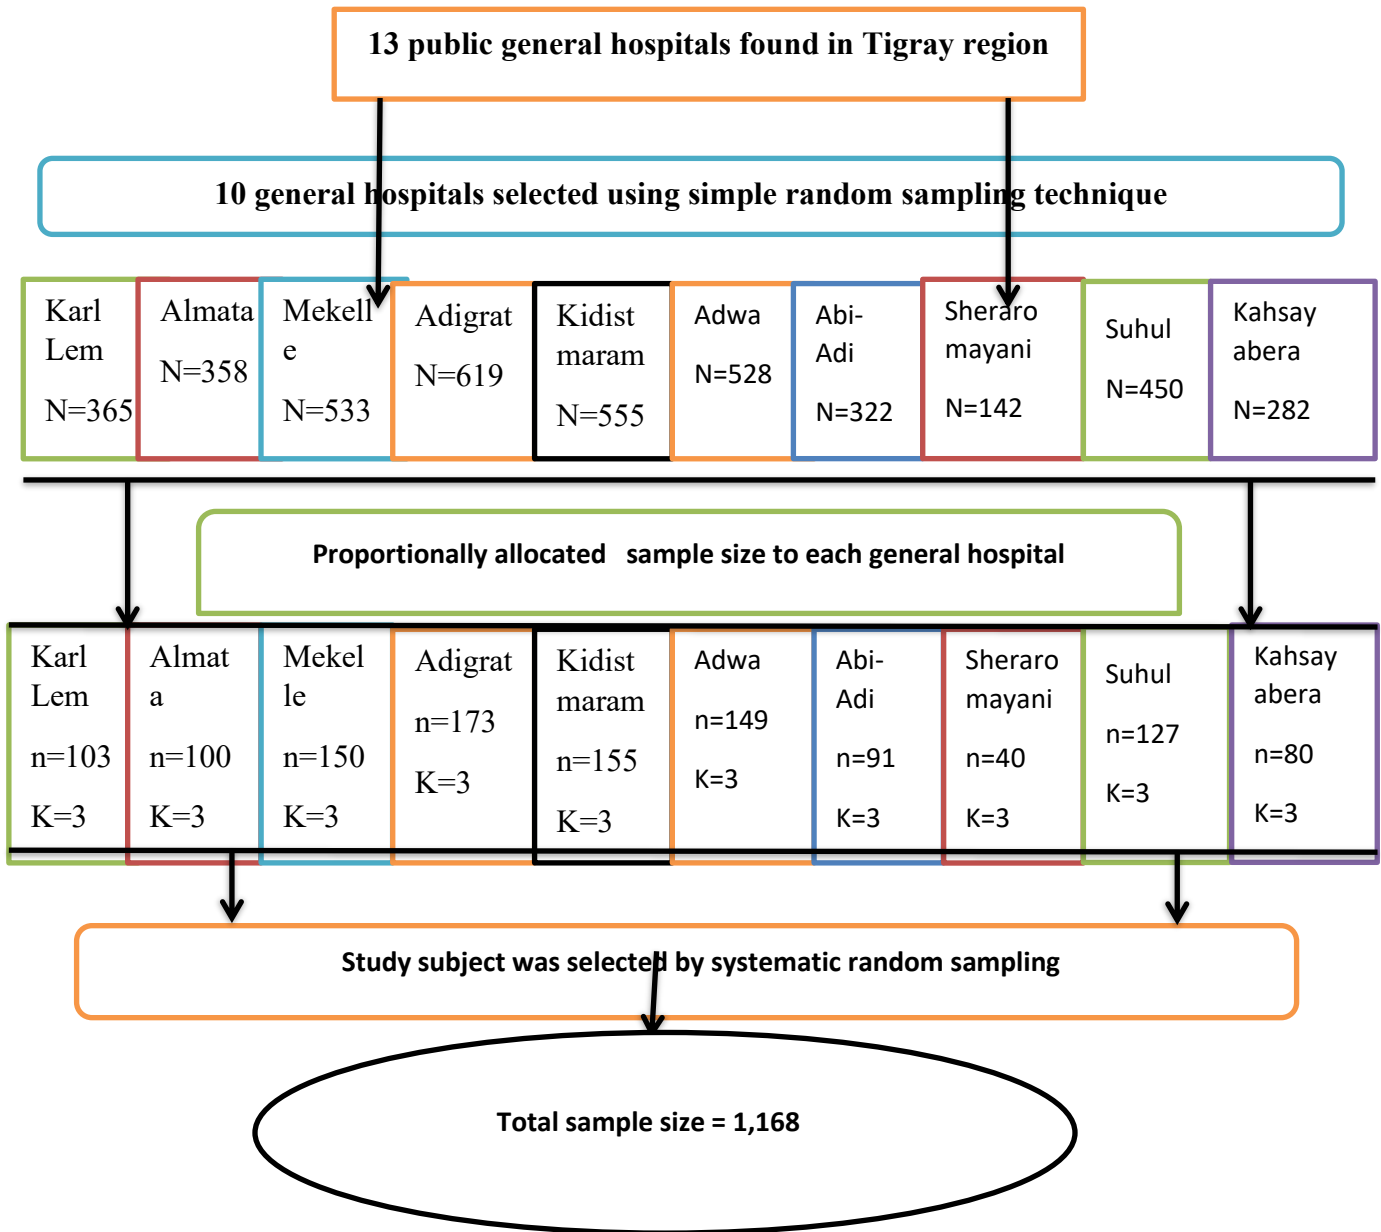 13 public general hospitals found in Tigray region
10 general hospitals selected using simple random sampling technique
Karl
Lem
N=365
Almata
N=358
Mekell
e
N=533
Adigrat
N=619
Kidist
maram
N=555
Adwa
N=528
Abi-
Adi
N=322
Sheraro
mayani
N=142
Suhul
N=450
Kahsay
abera
N=282
Proportionally allocated sample size to each general hospital
Karl
Lem
n=103
K=3
Almat
a
n=100
K=3
Mekel
le
n=150
K=3
Adigrat
n=173
K=3
Kidist
maram
n=155
K=3
Adwa
n=149
K=3
Abi-
Adi
n=91
K=3
Sheraro
mayani
n=40
K=3
Suhul
n=127
K=3
Kahsay
abera
n=80
K=3
Study subject was selected by systematic random sampling
Total sample size = 1,168